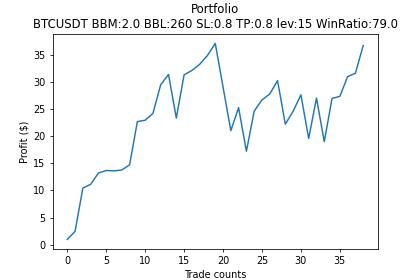 Portfolio
BTCUSDT BBM:2.0 BBL:260 SL:0.8 TP:0.8 lev:15 WinRatio:79.0
35
30
25
20
15
10
5
0
Profit ($)
0 5 10 15 20 25 30 35
Trade counts